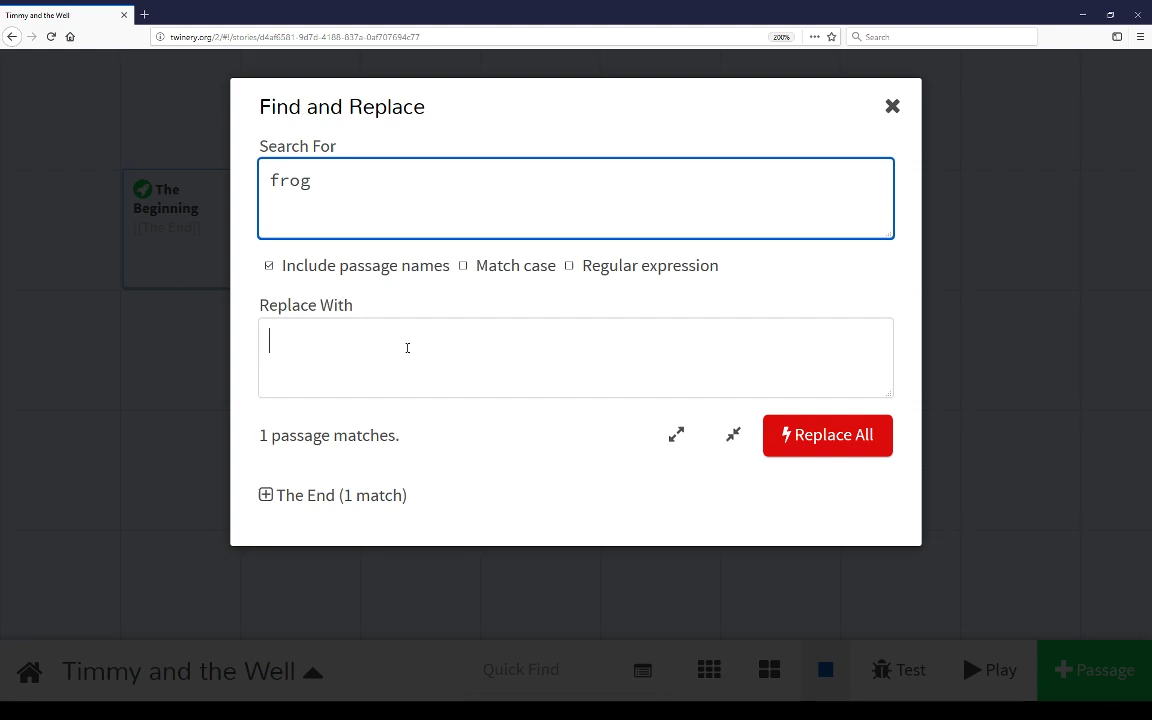 Timmy and the Well
twinery.org/2/#!/stories/d4af6581-9d7d-4188-837a-0af707694c77
200%
Search
Find and Replace
Search For
frog
Include passage names
Match case
Regular expression
Replace With
1 passage matches.
Replace All
The End (1 match)
The
Beginning
[[The End]]
Timmy and the Well
Quick Find
Test
Play
Passage